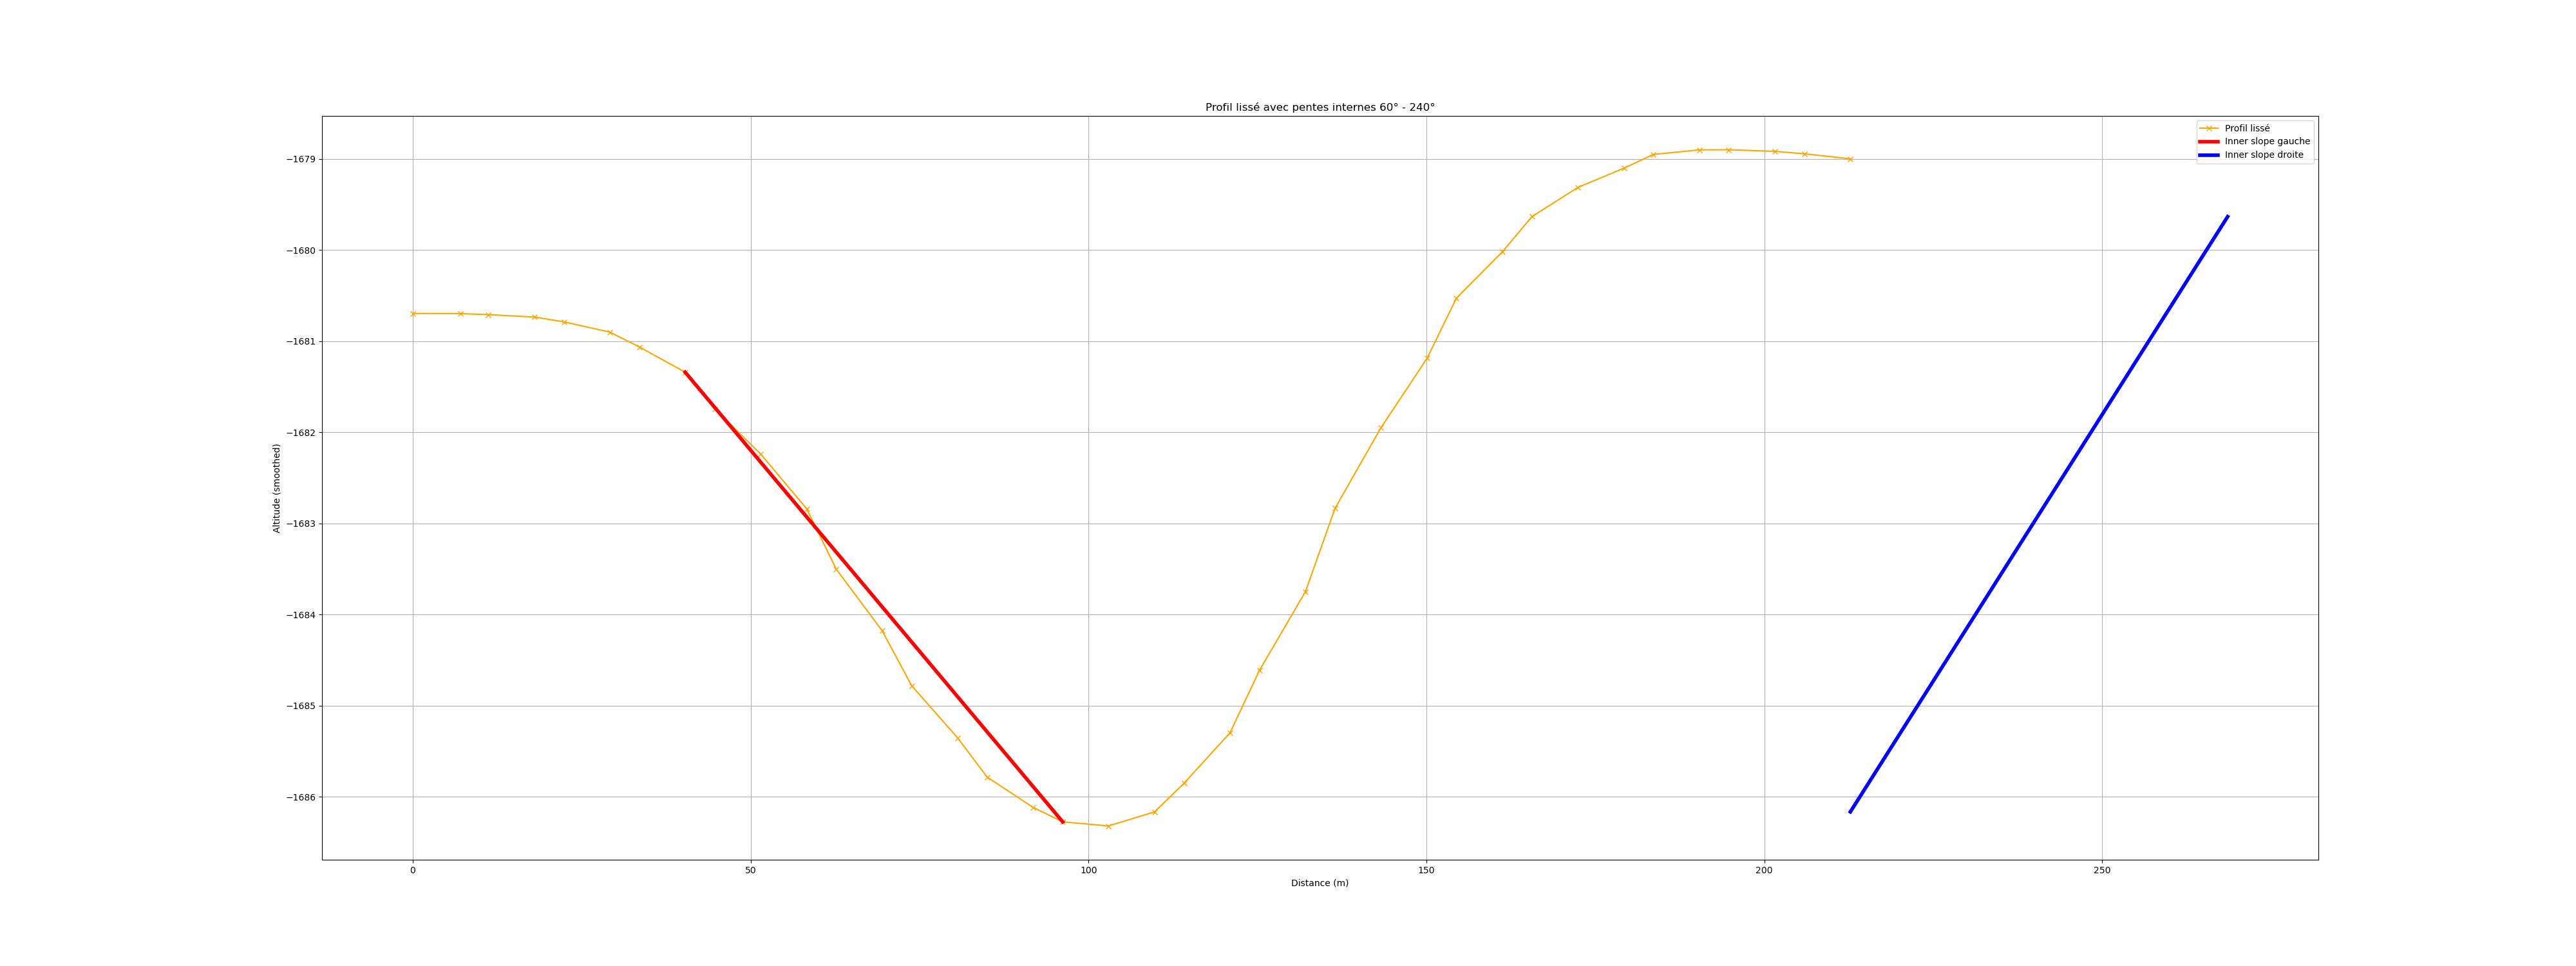 Profil lissé avec pentes internes 60° - 240°
Profil lissé
Inner slope gauche
Inner slope droite
Altitude (smoothed)
−1679
−1680
−1681
−1682
−1683
−1684
−1685
−1686
0 50 100 150 200 250
Distance (m)